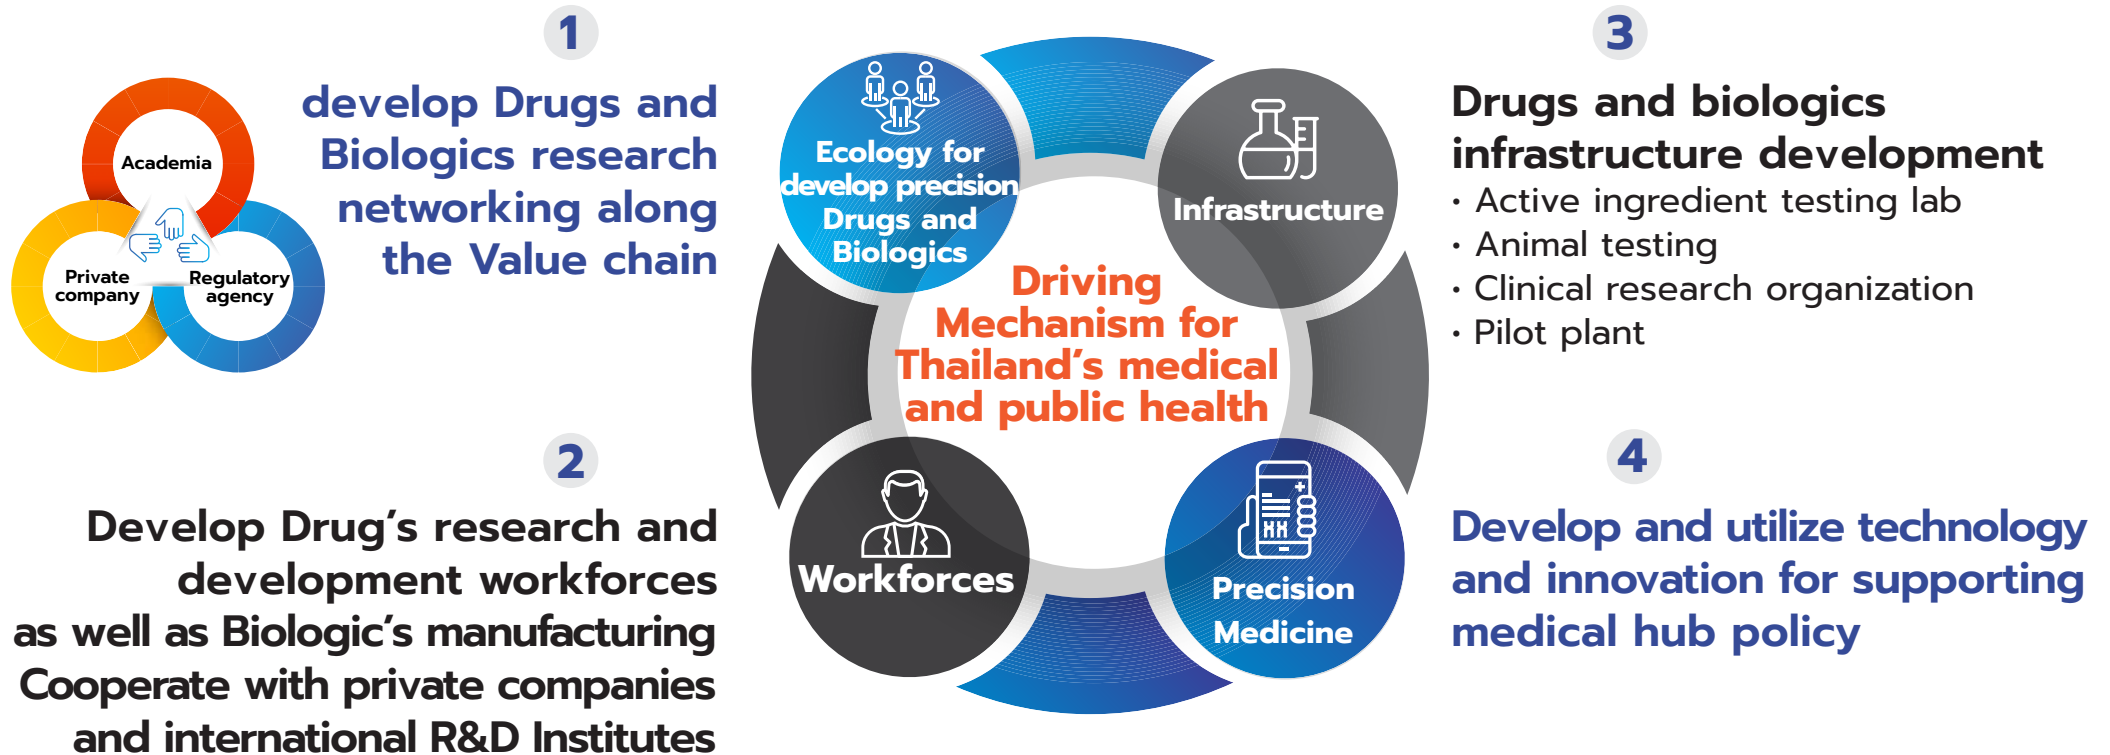 1
develop Drugs and
Biologics research
networking along
the Value chain
Academia
Private
company
Regulatory
agency
2
Develop Drug's research and
development workforces
as well as Biologic's manufacturing
Cooperate with private companies
and international R&D Institutes
Ecology for
develop precision
Drugs and
Biologics
Infrastructure
Driving
Mechanism for
Thailand's medical
and public health
Workforces
Precision
Medicine
3
Drugs and biologics
infrastructure development
• Active ingredient testing lab
• Animal testing
• Clinical research organization
• Pilot plant
4
Develop and utilize technology
and innovation for supporting
medical hub policy